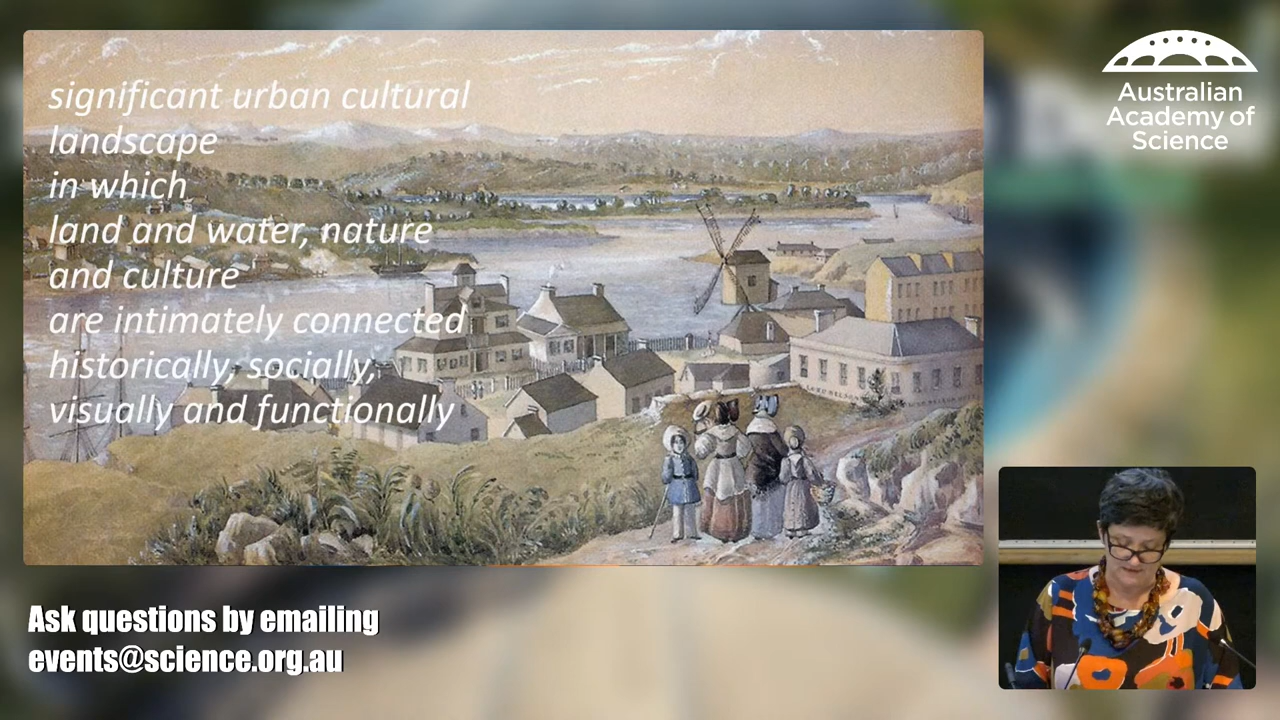 significant urban cultural
landscape
in which
land and water, nature
and culture
are intimately connected
historically, socially,
visually and functionally
Australian
Academy of
Science
Ask questions by emailing
events@science.org.au